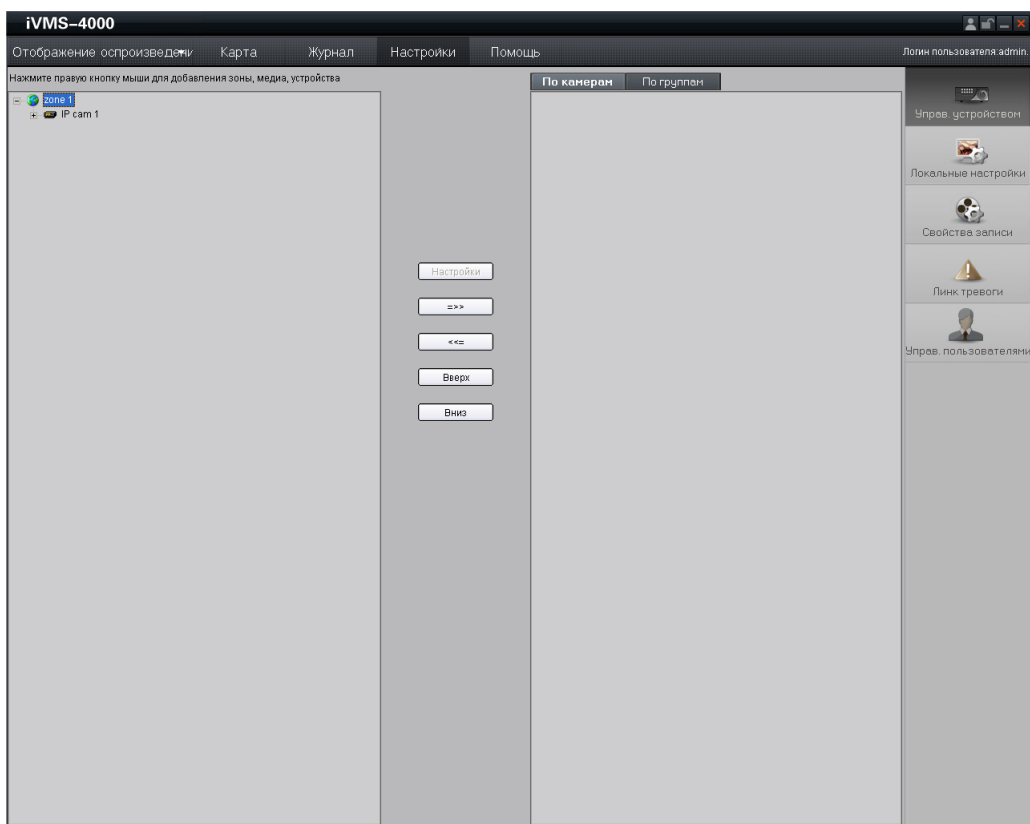 iVMS-4000
Отображение оспроизведени Карта Журнал Настройки Помощь Логин пользователя:admin.
Нажмите правую кнопку мыши для добавления зоны, медиа, устройства
zone 1
IP cam 1
Настройки
=>>
<<=
Вверх
Вниз
По камерам По группам
Управ. устройством
Локальные настройки
Свойства записи
Линк тревоги
Управ. пользователями